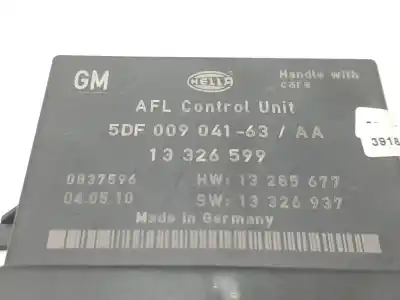 GM
HELLA
Handle with
care
AFL Control Unit
5DF 009 041-63 / AA
13 326 599
3918
0837596
HW: 13 285 677
04.05.10
SW: 13 326 937
Made in Germany